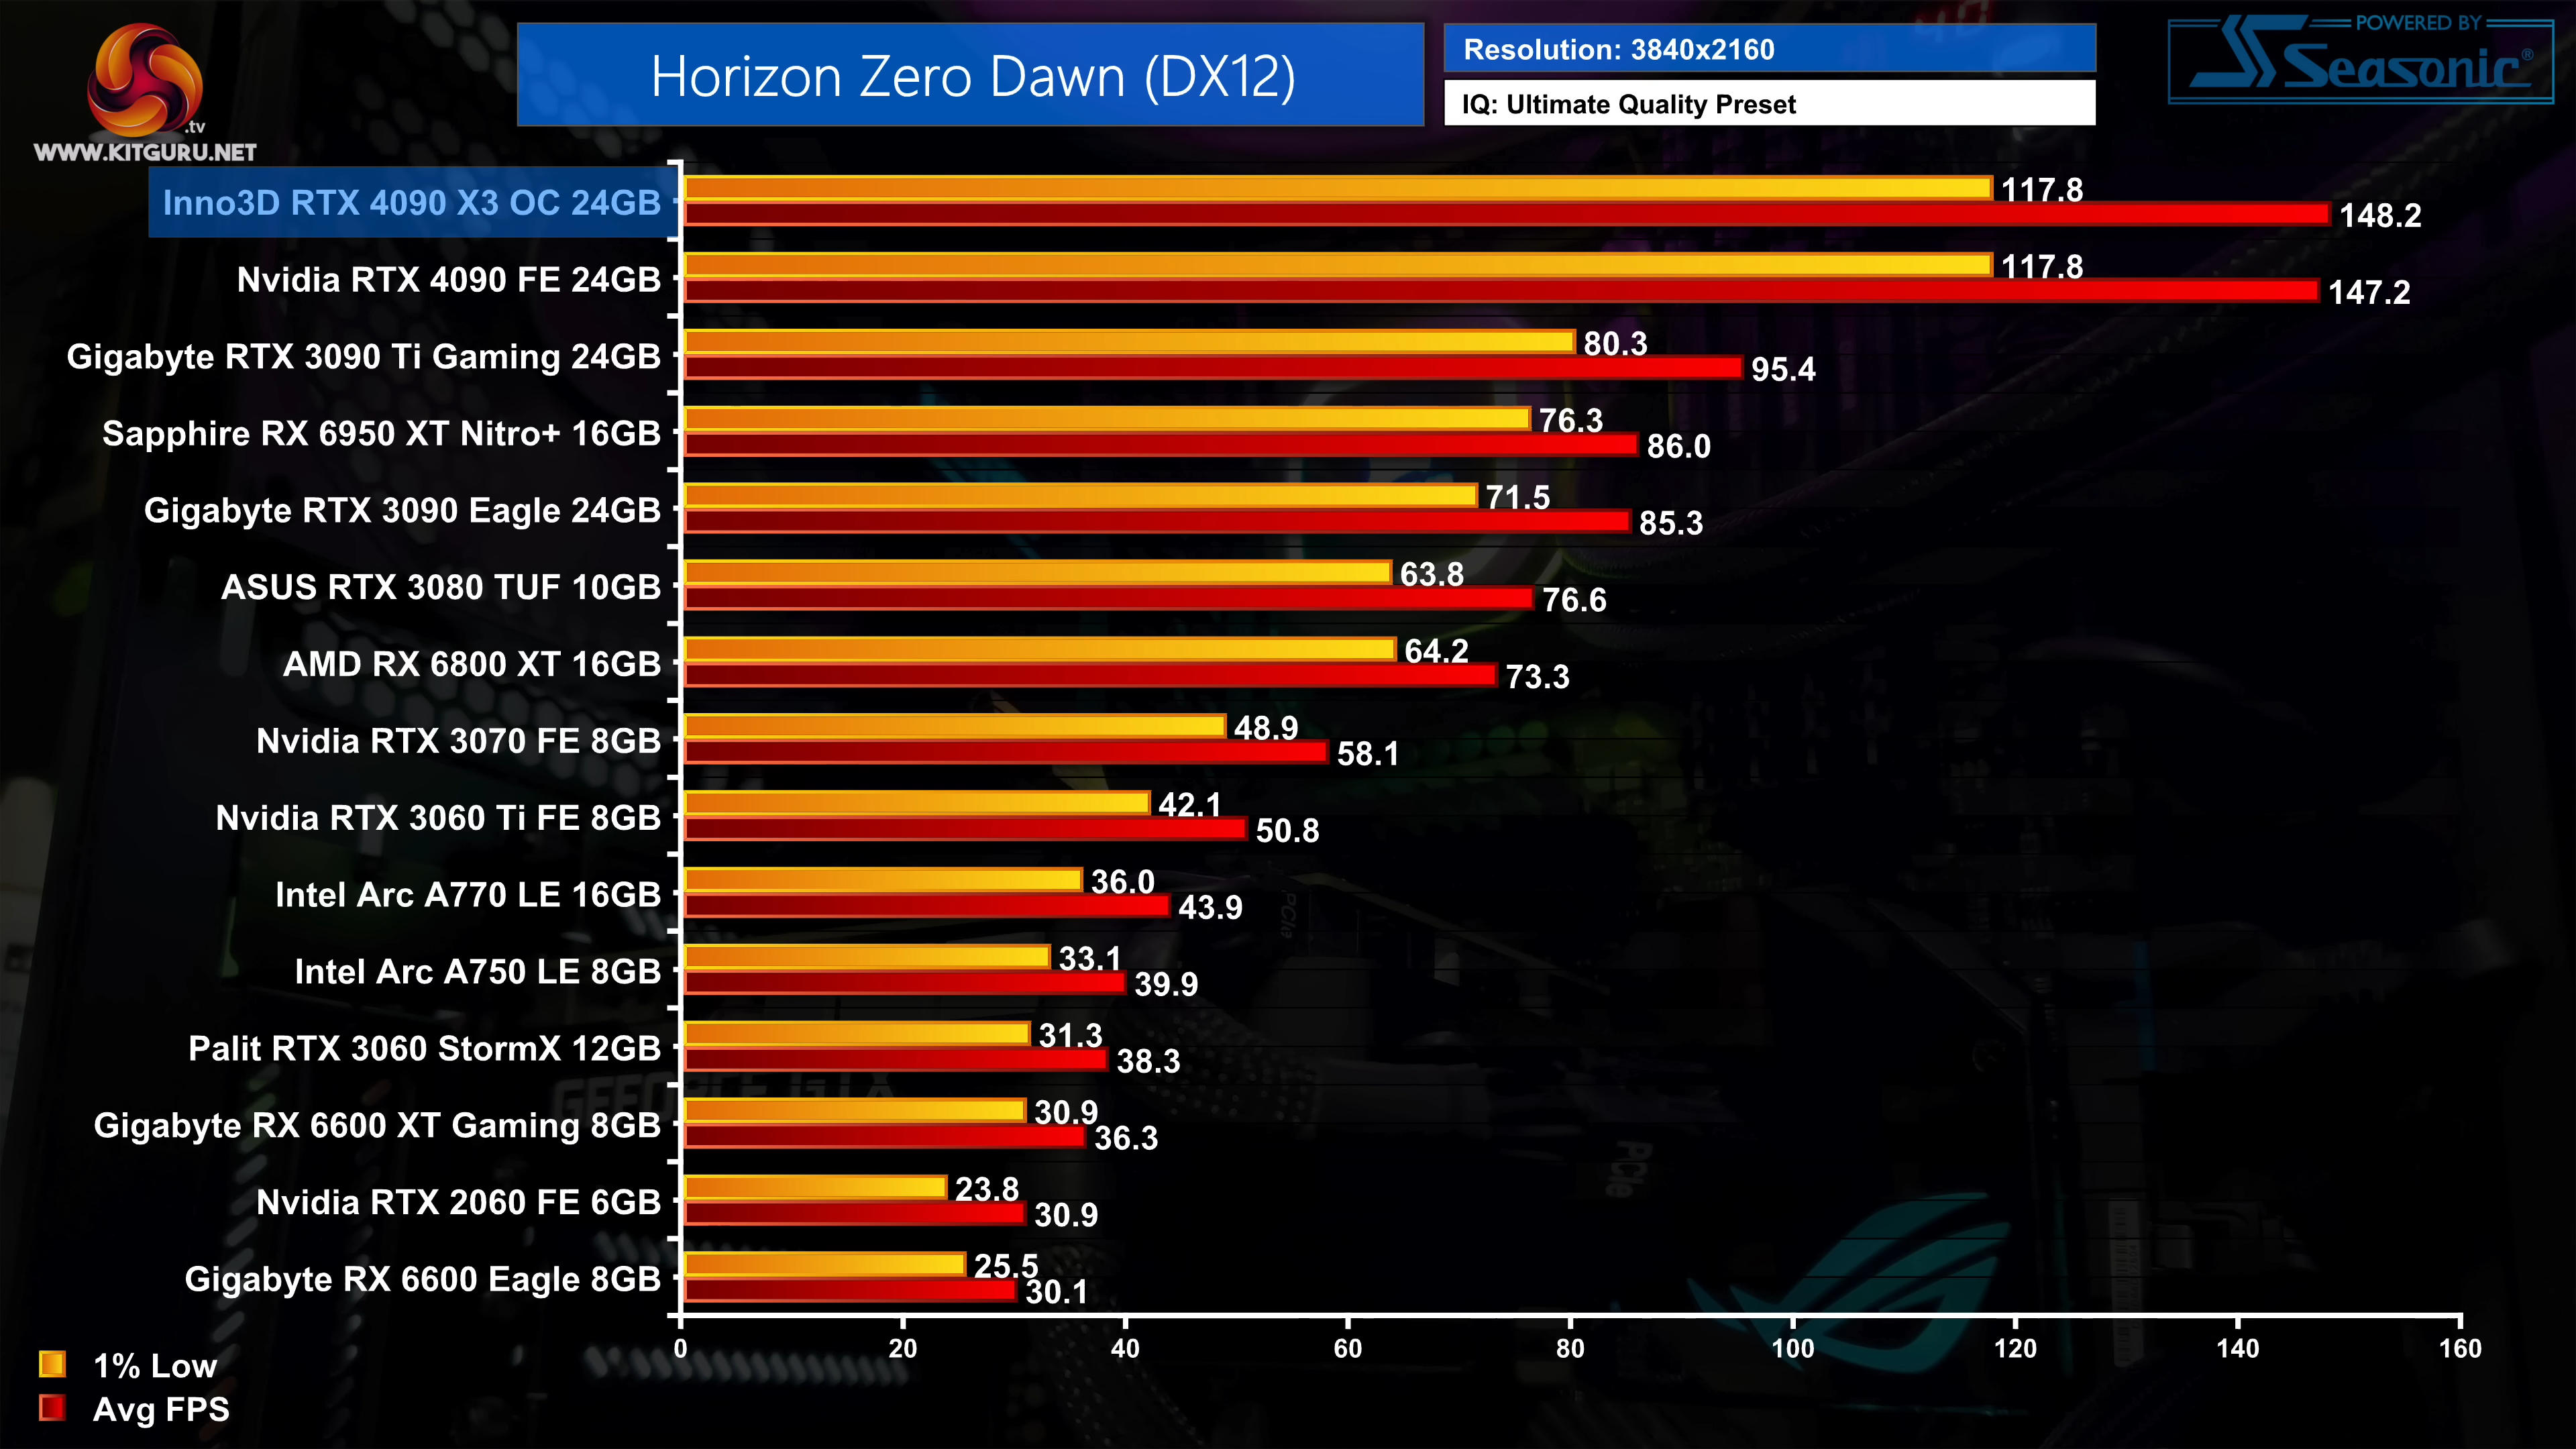 .tv
WWW.KITGURU.NET
Horizon Zero Dawn (DX12)
Resolution: 3840x2160
IQ: Ultimate Quality Preset
POWERED BY
Seasonic®
Inno3D RTX 4090 X3 OC 24GB
117.8
148.2
Nvidia RTX 4090 FE 24GB
117.8
147.2
Gigabyte RTX 3090 Ti Gaming 24GB
80.3
95.4
Sapphire RX 6950 XT Nitro+ 16GB
76.3
86.0
Gigabyte RTX 3090 Eagle 24GB
71.5
85.3
ASUS RTX 3080 TUF 10GB
63.8
76.6
AMD RX 6800 XT 16GB
64.2
73.3
Nvidia RTX 3070 FE 8GB
48.9
58.1
Nvidia RTX 3060 Ti FE 8GB
42.1
50.8
Intel Arc A770 LE 16GB
36.0
43.9
Intel Arc A750 LE 8GB
33.1
39.9
Palit RTX 3060 StormX 12GB
31.3
38.3
Gigabyte RX 6600 XT Gaming 8GB
30.9
36.3
Nvidia RTX 2060 FE 6GB
23.8
30.9
Gigabyte RX 6600 Eagle 8GB
25.5
30.1
0 20 40 60 80 100 120 140 160
1% Low
Avg FPS
GEFORCE GTX
PCIe
PCIe